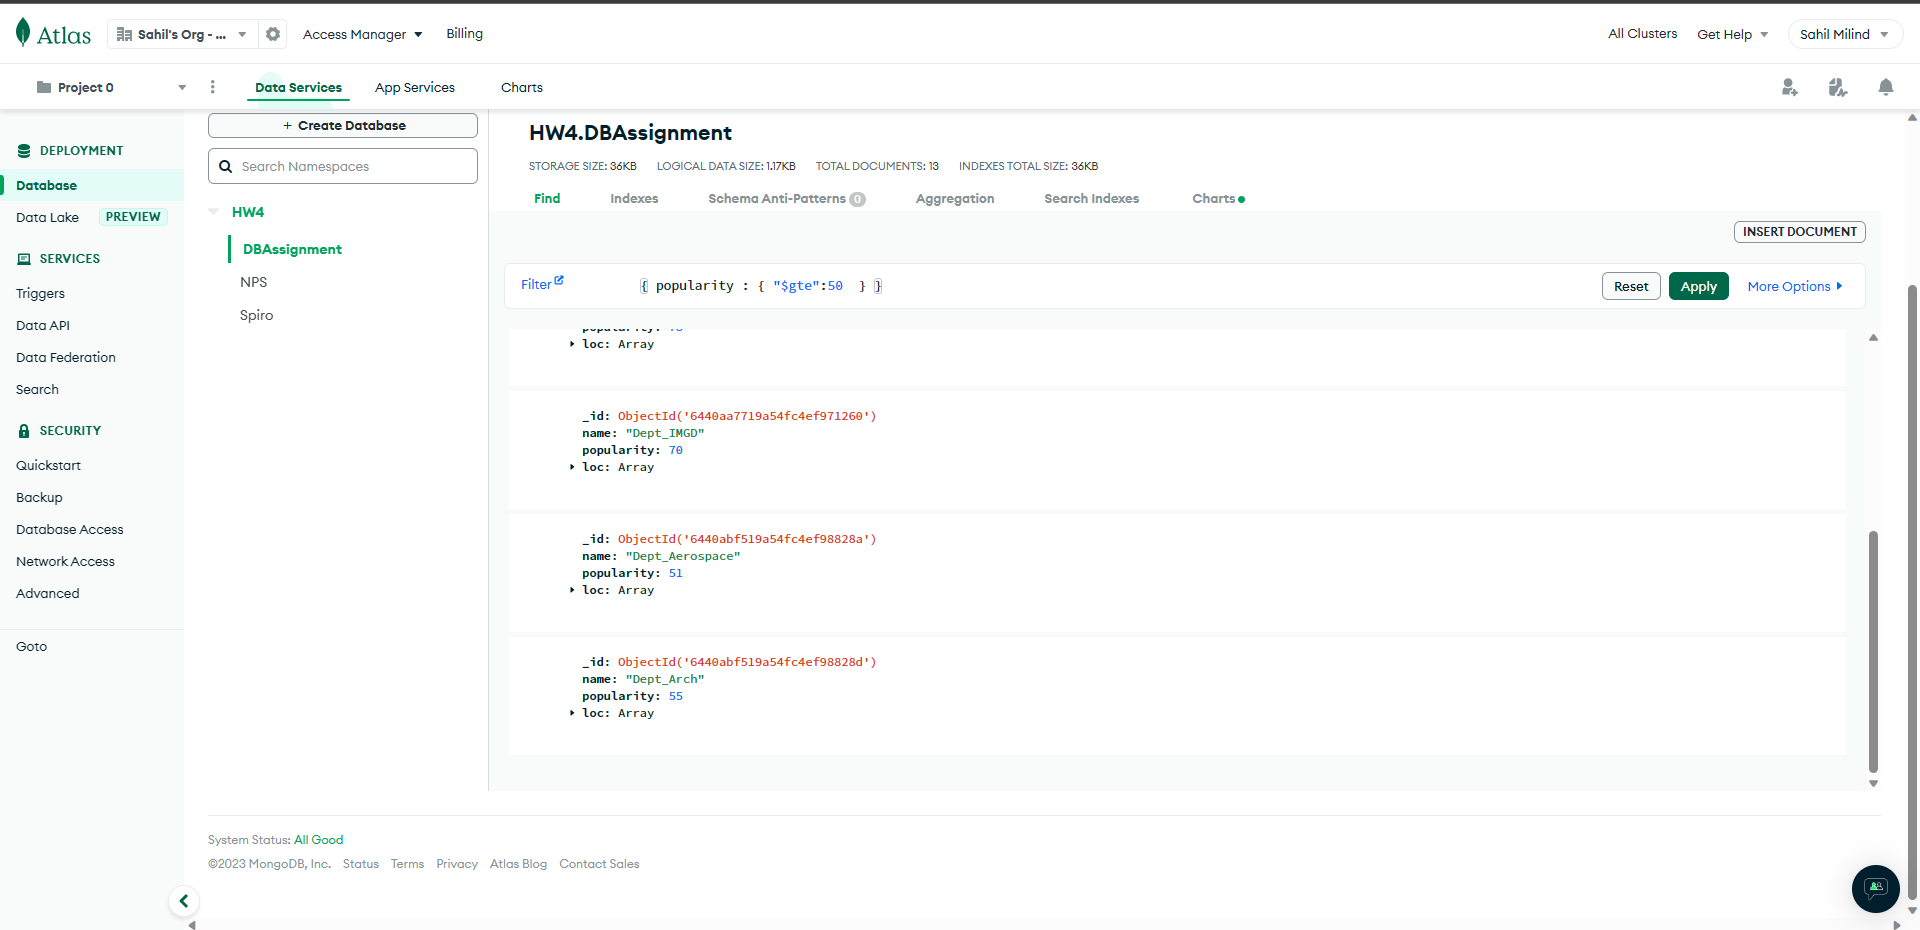 Atlas
Sahil's Org - ...
Access Manager
Billing
All Clusters
Get Help
Sahil Milind
Project 0
Data Services
App Services
Charts
DEPLOYMENT
Database
Data Lake PREVIEW
SERVICES
Triggers
Data API
Data Federation
Search
SECURITY
Quickstart
Backup
Database Access
Network Access
Advanced
Goto
+ Create Database
Search Namespaces
HW4
DBAssignment
NPS
Spiro
HW4.DBAssignment
STORAGE SIZE: 36KB LOGICAL DATA SIZE: 1.17KB TOTAL DOCUMENTS: 13 INDEXES TOTAL SIZE: 36KB
Find Indexes Schema Anti-Patterns 0 Aggregation Search Indexes Charts
INSERT DOCUMENT
Filter { popularity : { "$gte":50 } } Reset Apply More Options
popularity:
loc: Array
_id: ObjectId('6440aa7719a54fc4ef971260')
name: "Dept_IMGD"
popularity: 70
loc: Array
_id: ObjectId('6440abf519a54fc4ef98828a')
name: "Dept_Aerospace"
popularity: 51
loc: Array
_id: ObjectId('6440abf519a54fc4ef98828d')
name: "Dept_Arch"
popularity: 55
loc: Array
System Status: All Good
©2023 MongoDB, Inc. Status Terms Privacy Atlas Blog Contact Sales